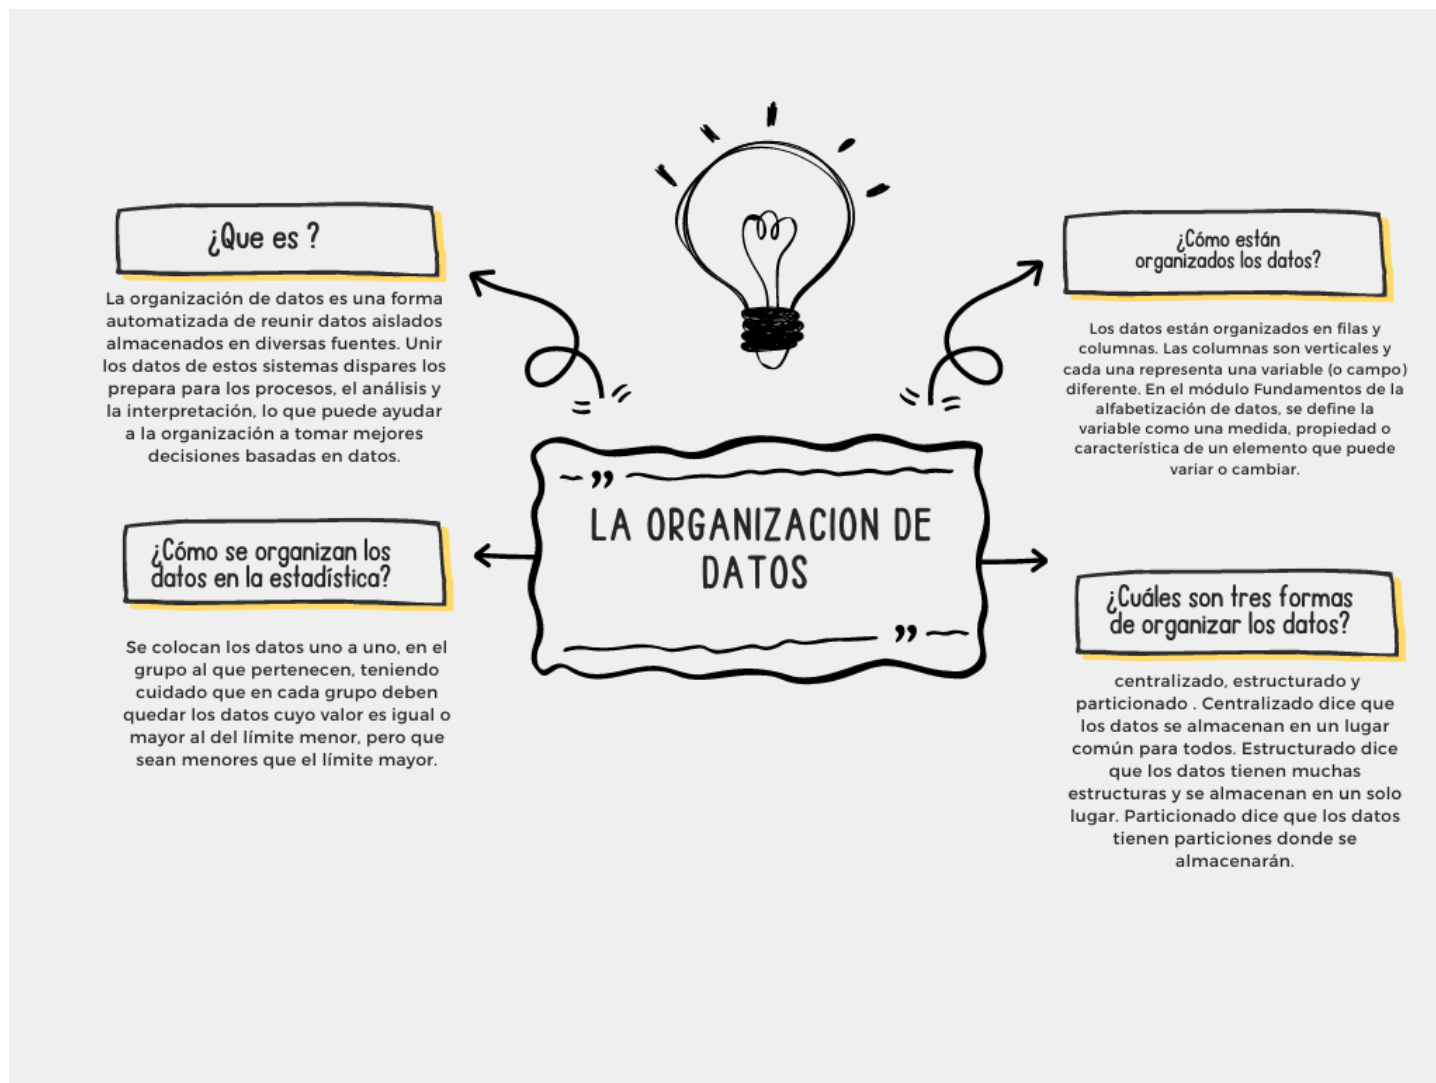 ¿Que es ?
La organización de datos es una forma
automatizada de reunir datos aislados
almacenados en diversas fuentes. Unir
los datos de estos sistemas dispares los
prepara para los procesos, el análisis y
la interpretación, lo que puede ayudar
a la organización a tomar mejores
decisiones basadas en datos.
¿Cómo se organizan los
datos en la estadística?
Se colocan los datos uno a uno, en el
grupo al que pertenecen, teniendo
cuidado que en cada grupo deben
quedar los datos cuyo valor es igual o
mayor al del límite menor, pero que
sean menores que el límite mayor.
LA ORGANIZACION DE
DATOS
¿Cómo están
organizados los datos?
Los datos están organizados en filas y
columnas. Las columnas son verticales y
cada una representa una variable (o campo)
diferente. En el módulo Fundamentos de la
alfabetización de datos, se define la
variable como una medida, propiedad o
característica de un elemento que puede
variar o cambiar.
¿Cuáles son tres formas
de organizar los datos?
centralizado, estructurado y
particionado . Centralizado dice que
los datos se almacenan en un lugar
común para todos. Estructurado dice
que los datos tienen muchas
estructuras y se almacenan en un solo
lugar. Particionado dice que los datos
tienen particiones donde se
almacenarán.